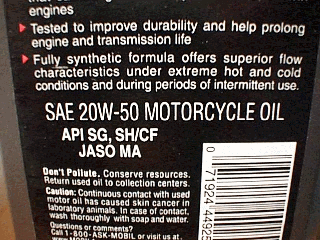 engines
Tested to improve durability and help prolong
engine and transmission life
Fully synthetic formula offers superior flow
characteristics under extreme hot and cold
conditions and during periods of intermittent use.
SAE 20W-50 MOTORCYCLE OIL
API SG, SH/CF
JASO MA
Don't Pollute. Conserve resources.
Return used oil to collection centers.
Caution: Continuous contact with used
motor oil has caused skin cancer in
laboratory animals. In case of contact,
wash thoroughly with soap and water.
Questions or comments?
Call 1-800-ASK-MOBIL or visit us at
0 71924 44925